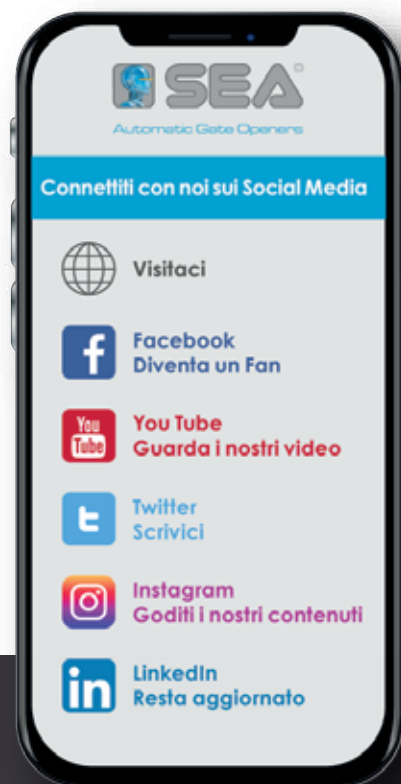 SEA
Automatic Gate Openers
Connettiti con noi sui Social Media
Visitaci
f
Facebook
Diventa un Fan
You
Tube
You Tube
Guarda i nostri video
t
Twitter
Scrivici
Instagram
Goditi i nostri contenuti
in
LinkedIn
Resta aggiornato